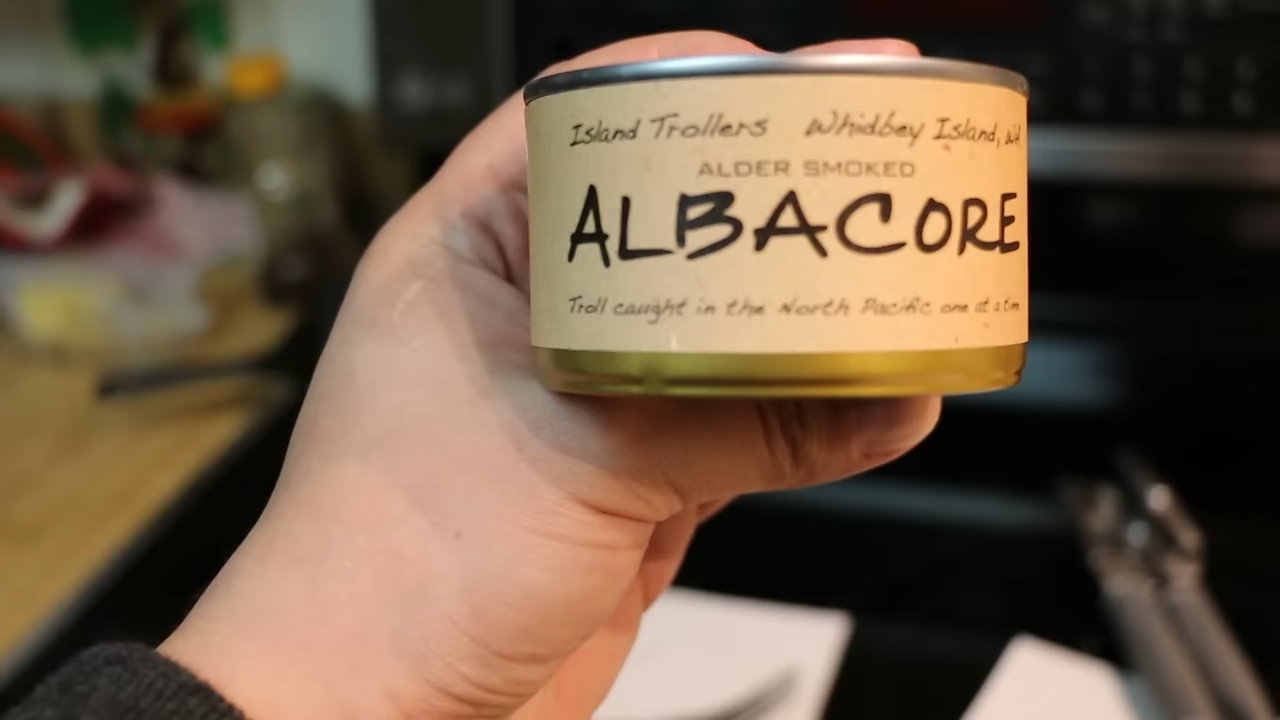 Island Trollers Whidbey Island, WA
ALDER SMOKED
ALBACORE
Troll caught in the North Pacific one at a time